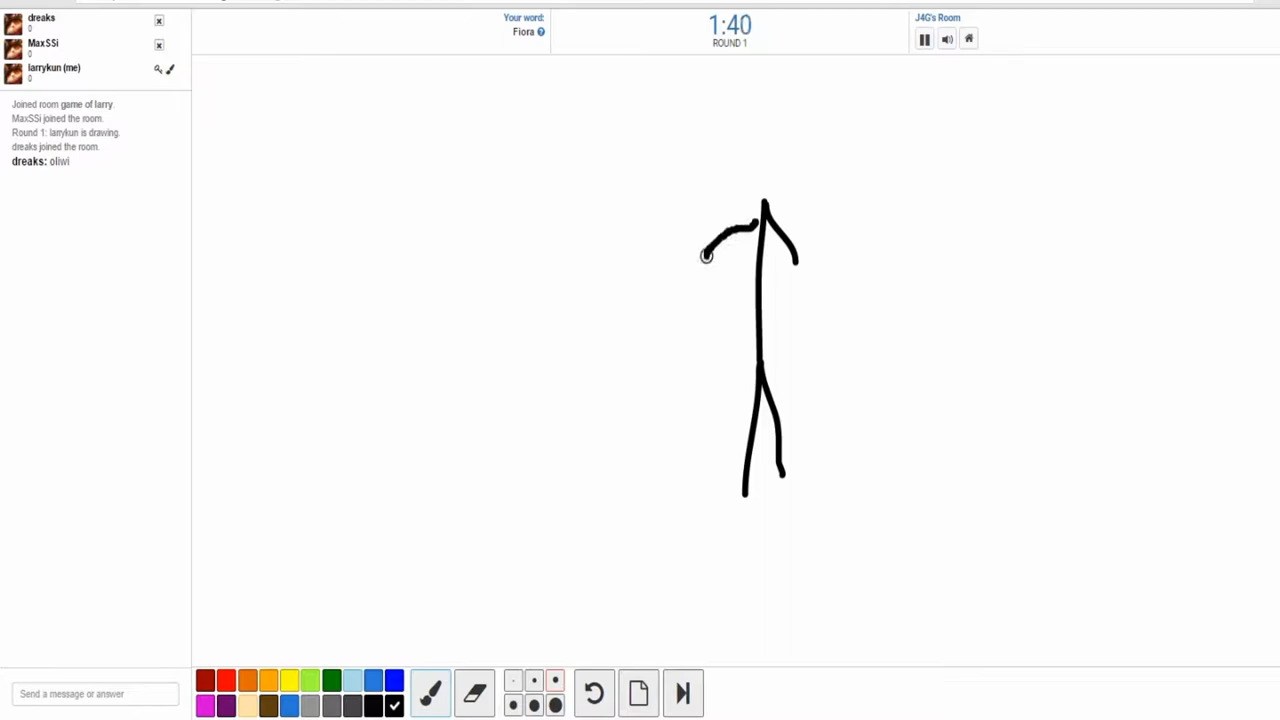 dreaks
0
MaxSSi
0
larrykun (me)
0
Joined room game of larry.
MaxSSi joined the room.
Round 1: larrykun is drawing.
dreaks joined the room.
dreaks: oliwi
Your word:
Fiora
1:40
ROUND 1
J4G's Room
Send a message or answer